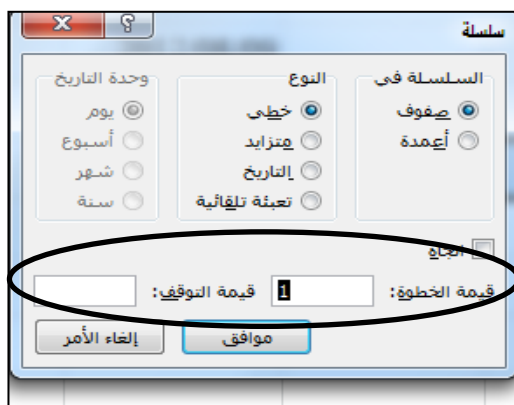 سلسلة
السلسلة في
النوع
وحدة التاريخ
صفوف
خطي
يوم
أعمدة
متزايد
أسبوع
التاريخ
شهر
تعبئة تلقائية
سنة
اتجاه
قيمة الخطوة: 1 قيمة التوقف:
موافق
إلغاء الأمر